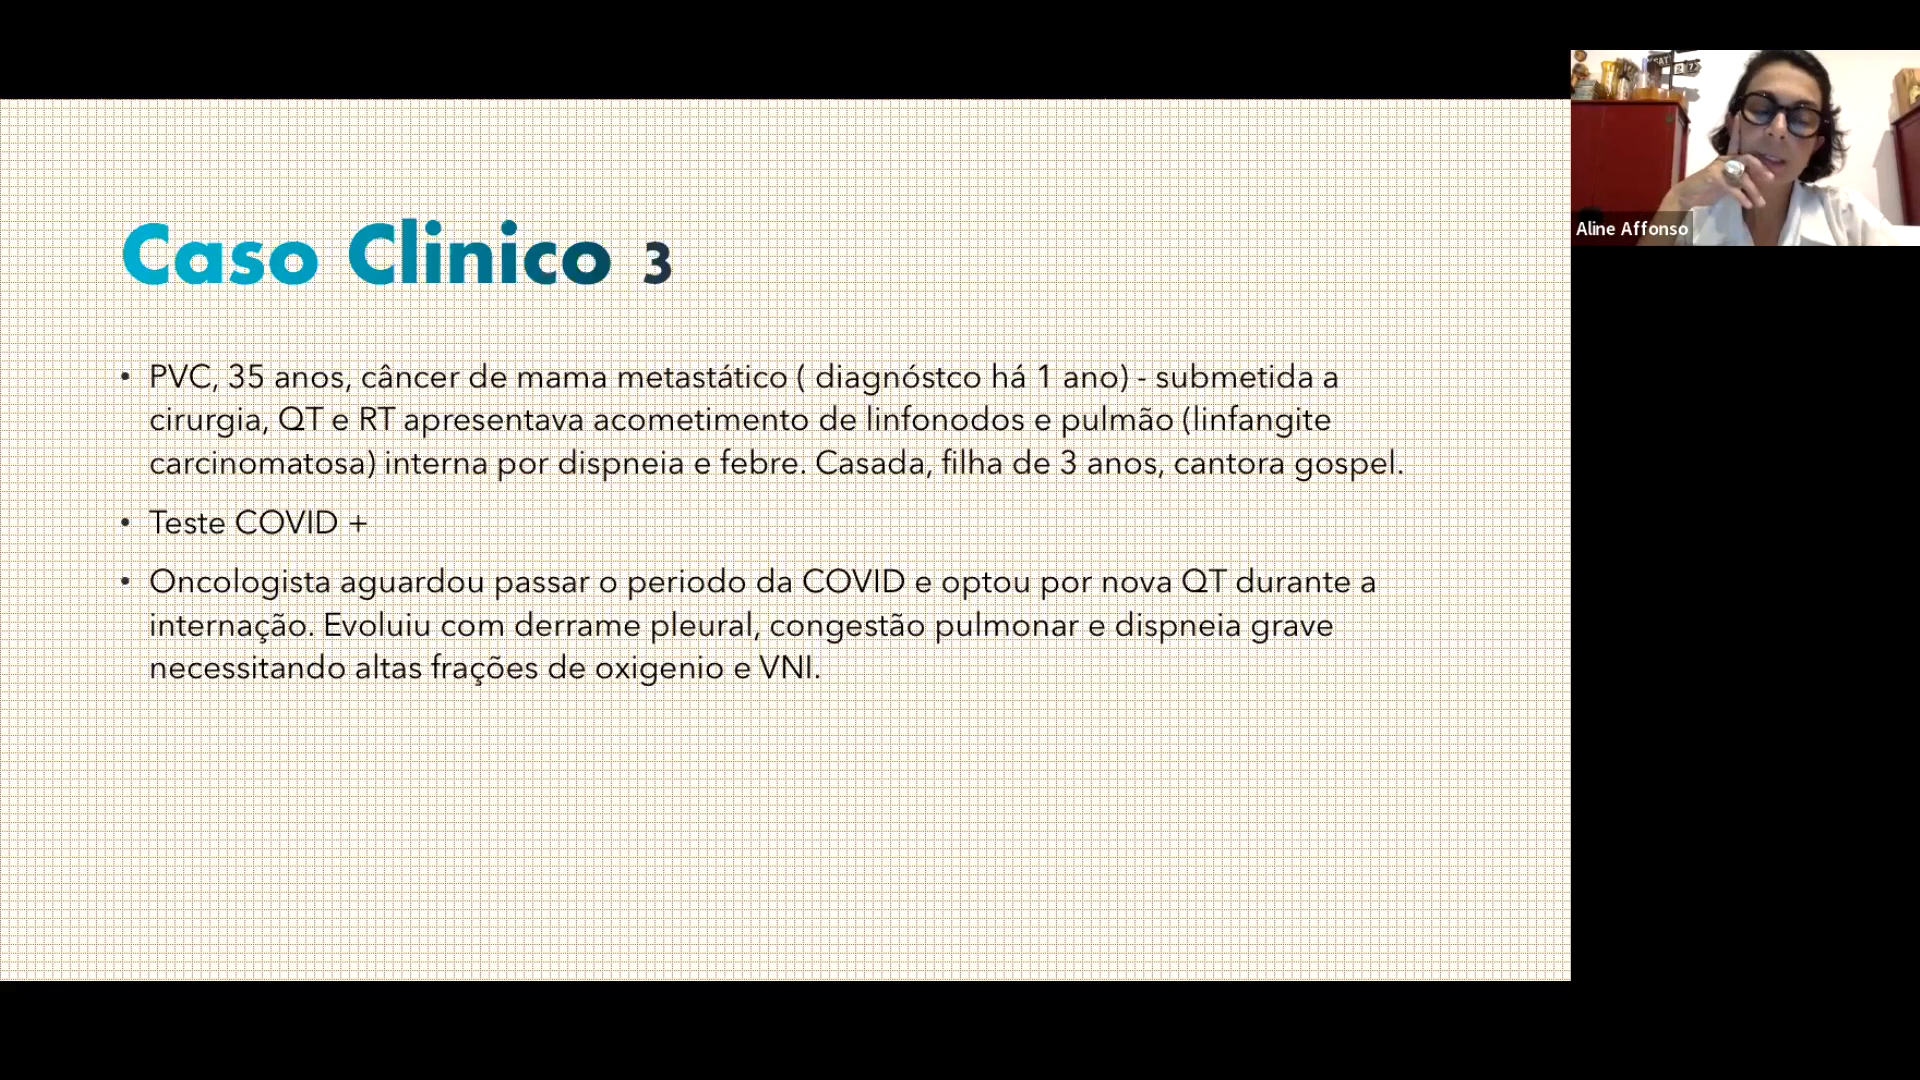 Caso Clinico 3
• PVC, 35 anos, câncer de mama metastático ( diagnóstco há 1 ano) - submetida a
cirurgia, QT e RT apresentava acometimento de linfonodos e pulmão (linfangite
carcinomatosa) interna por dispneia e febre. Casada, filha de 3 anos, cantora gospel.
• Teste COVID +
• Oncologista aguardou passar o periodo da COVID e optou por nova QT durante a
internação. Evoluiu com derrame pleural, congestão pulmonar e dispneia grave
necessitando altas frações de oxigenio e VNI.
SAT
27
Aline Affonso